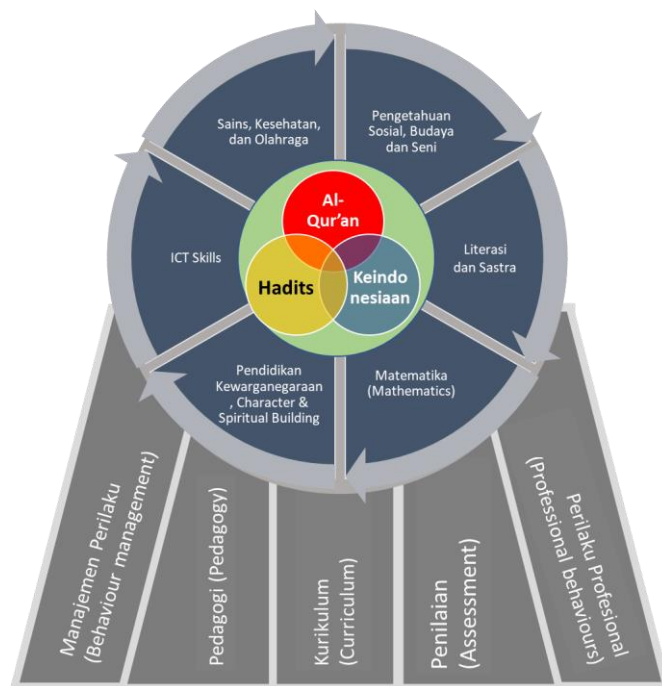 Sains, Kesehatan,
dan Olahraga
Pengetahuan
Sosial, Budaya
dan Seni
Al-
Qur'an
ICT Skills
Hadits
Keindo
nesiaan
Literasi
dan Sastra
Pendidikan
Kewarganegaraan
, Character &
Spiritual Building
Matematika
(Mathematics)
Manajemen Perilaku
(Behaviour management)
Pedagogi (Pedagogy)
Kurikulum
(Curriculum)
Penilaian
(Assessment)
Perilaku Profesional
(Professional behaviours)